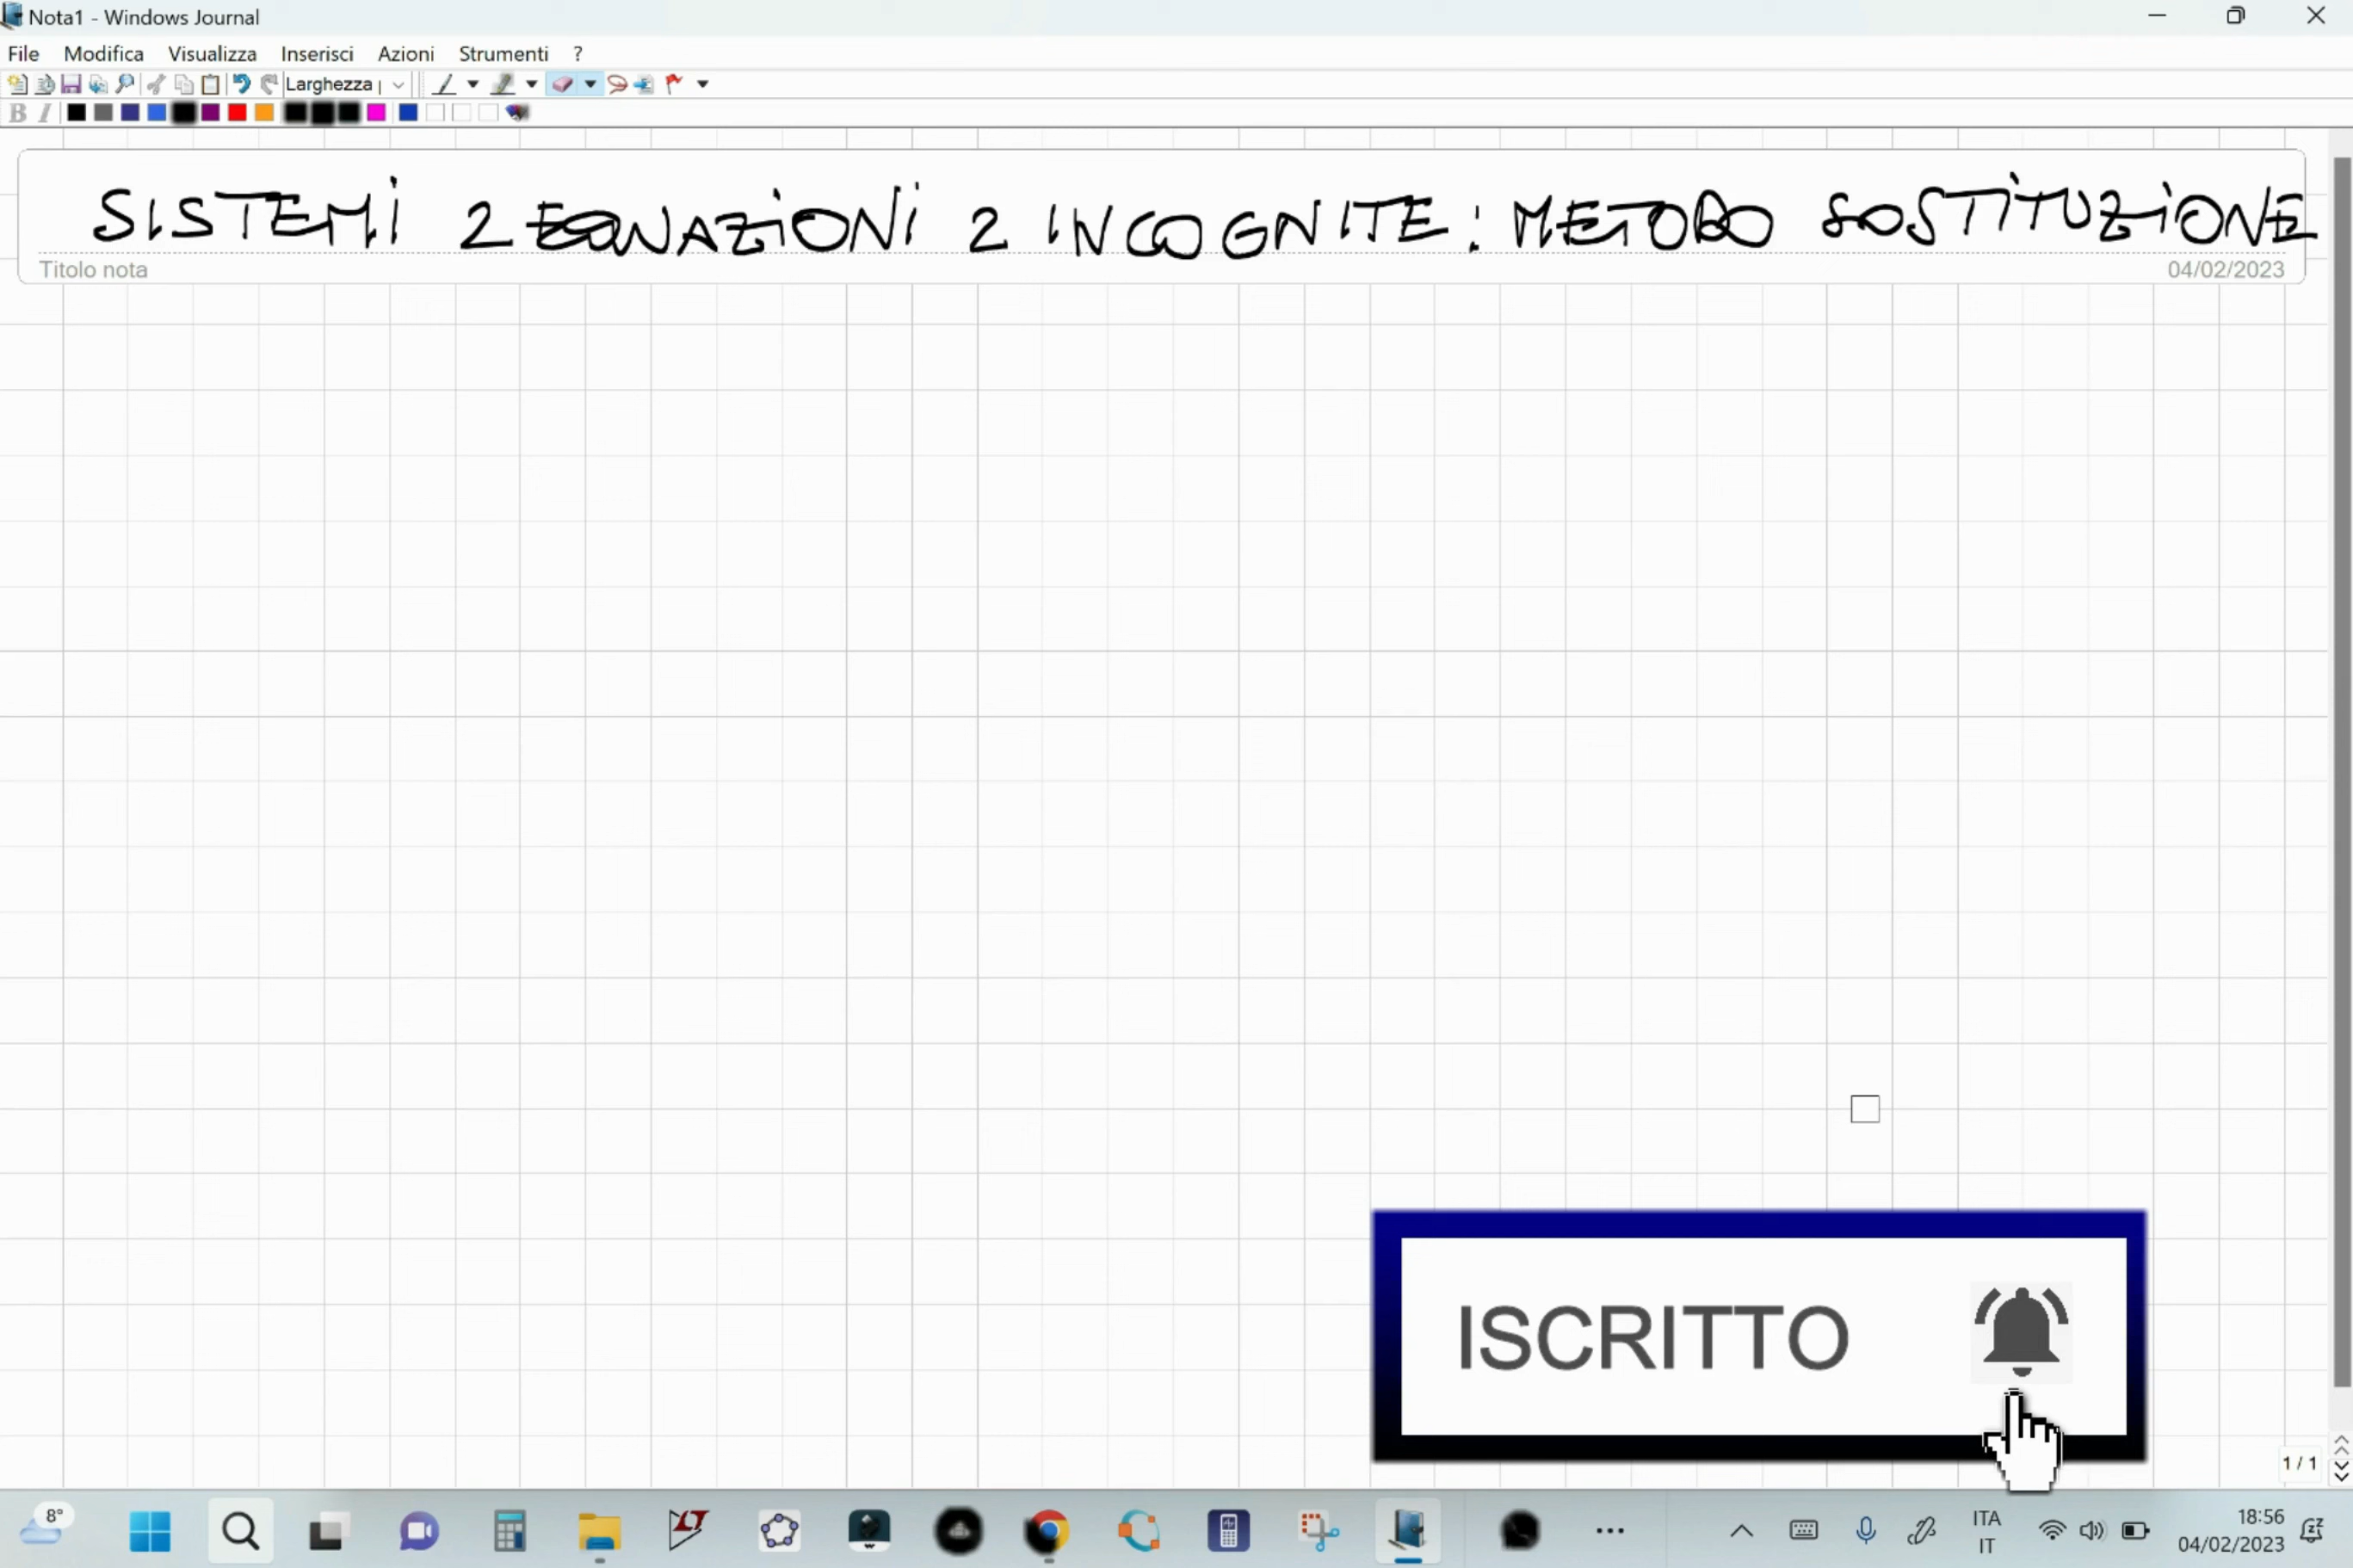 Nota1 - Windows Journal
File Modifica Visualizza Inserisci Azioni Strumenti ?
Larghezza
B I
SISTEMI 2 EQUAZIONI 2 INCOGNITE: METODO SOSTITUZIONE
Titolo nota 04/02/2023
ISCRITTO
1 / 1
8° ITA 18:56
IT 04/02/2023